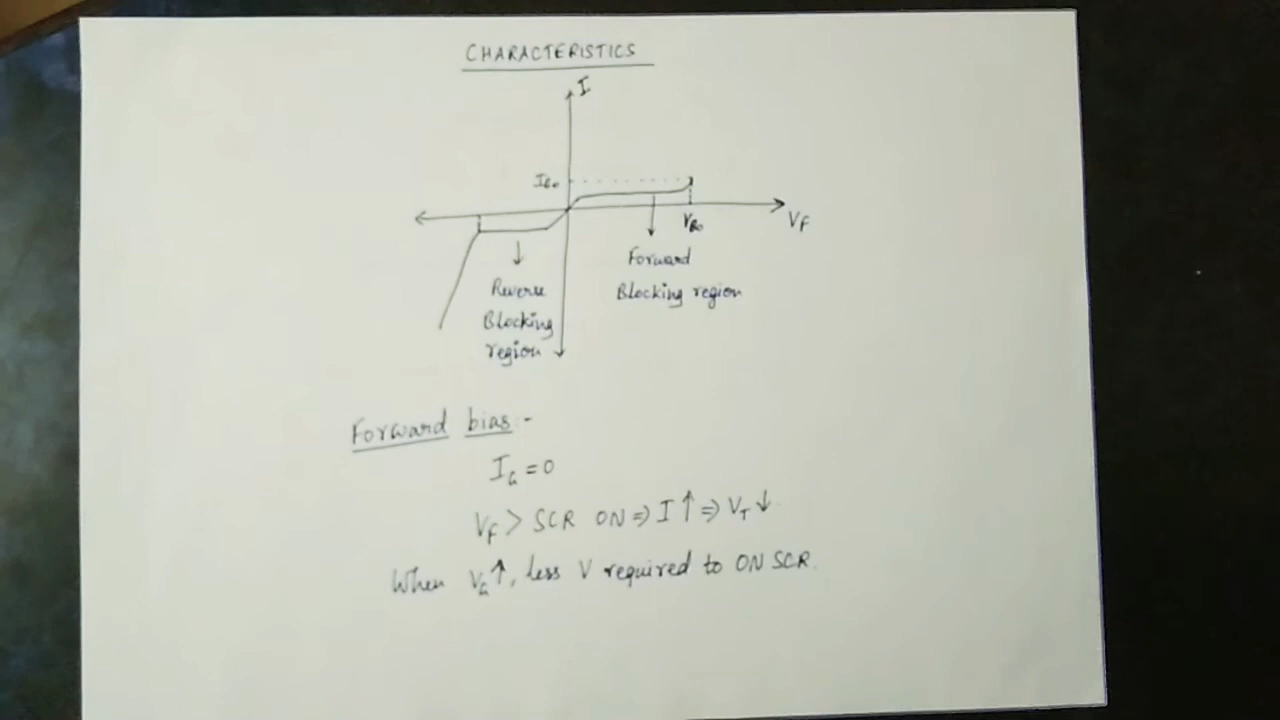 CHARACTERISTICS
I
IBo
VBo
VF
Forward
Blocking region
Reverse
Blocking
region
Forward bias :-
IG = 0
VF > SCR ON ⇒ I ↑ ⇒ VT ↓
When VG ↑, less V required to ON SCR.